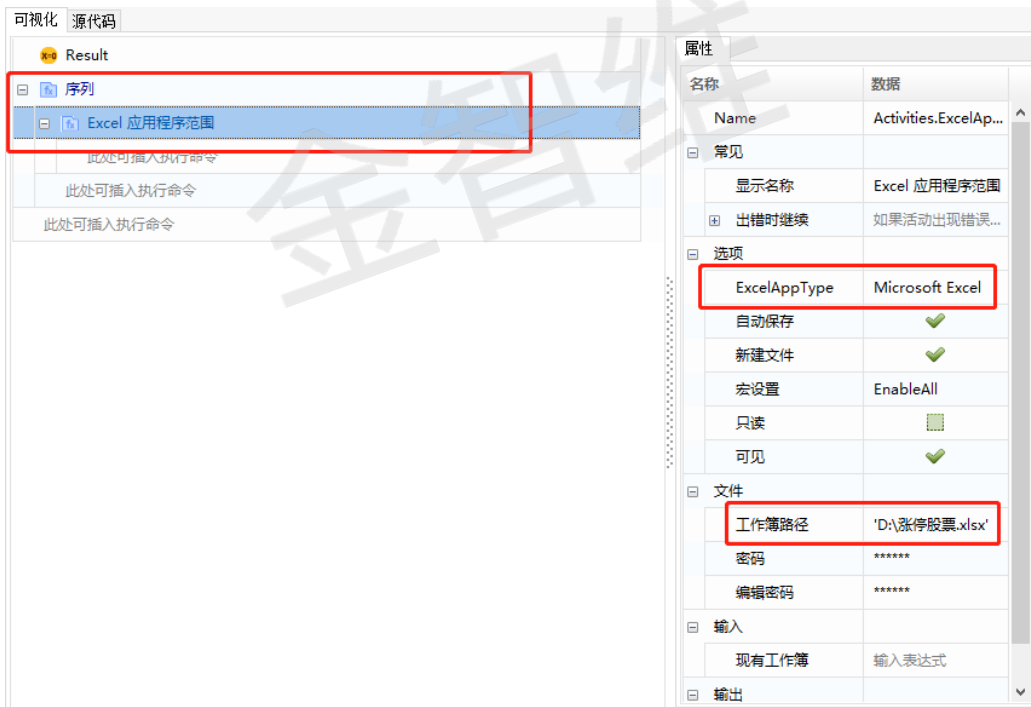 可视化 源代码
x=0 Result
序列
Excel 应用程序范围
此处可插入执行命令
此处可插入执行命令
此处可插入执行命令
属性
名称 数据
Name Activities.ExcelAp...
常见
显示名称 Excel 应用程序范围
出错时继续 如果活动出现错误...
选项
ExcelAppType Microsoft Excel
自动保存
新建文件
宏设置 EnableAll
只读
可见
文件
工作簿路径 'D:\涨停股票.xlsx'
密码 ******
编辑密码 ******
输入
现有工作簿 输入表达式
输出
金智维